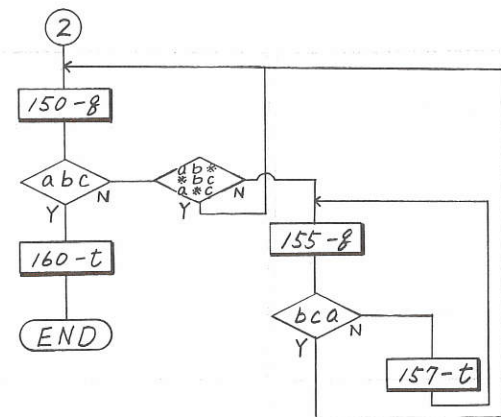 2
150-g
abc
N
Y
ab*
*bc
a*c
N
Y
160-t
END
155-g
bca
N
Y
157-t